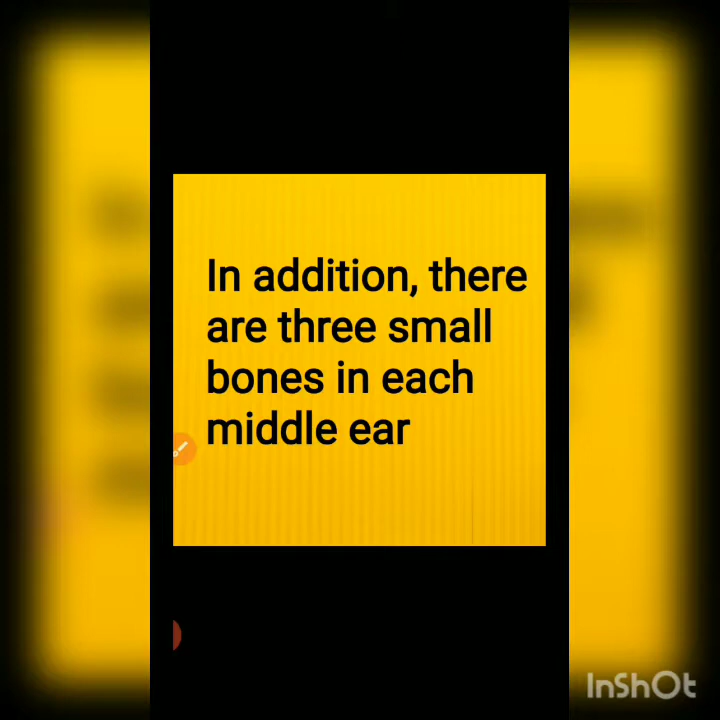 In addition, there
are three small
bones in each
middle ear
InShOt